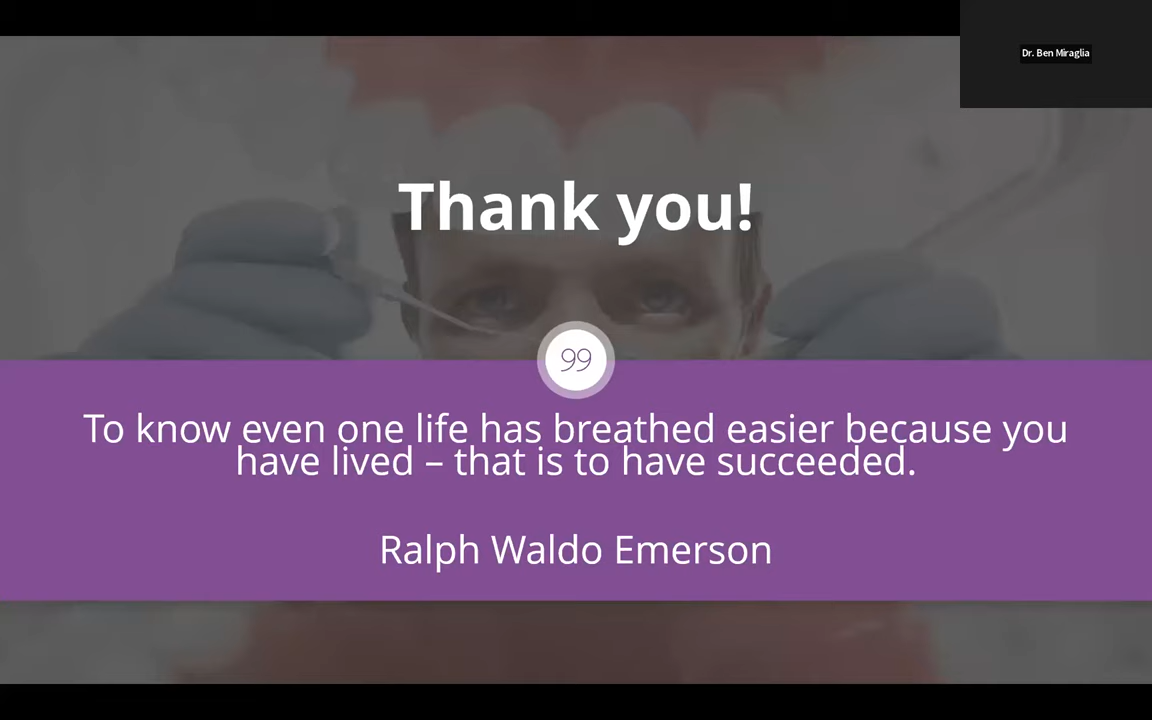 Dr. Ben Miraglia
Thank you!
99
To know even one life has breathed easier because you
have lived – that is to have succeeded.
Ralph Waldo Emerson